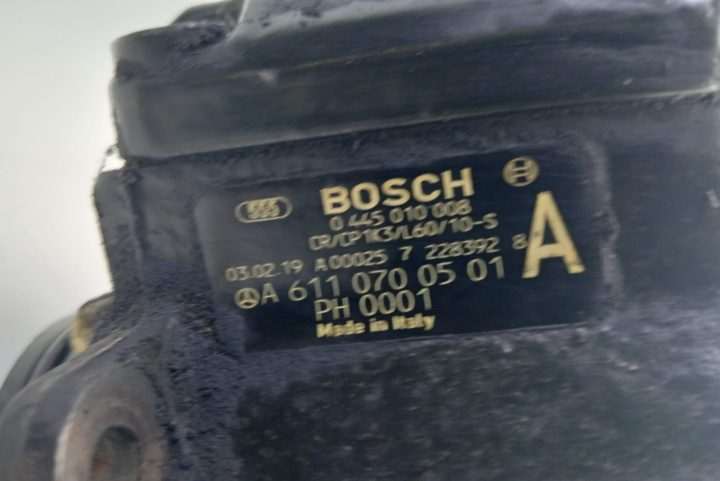 BOSCH
0 445 010 008
CR/CP1K3/L60/10-S
03.02.19 A 00025 7 228392 8
A
A 611 070 05 01
PH 0001
Made in Italy